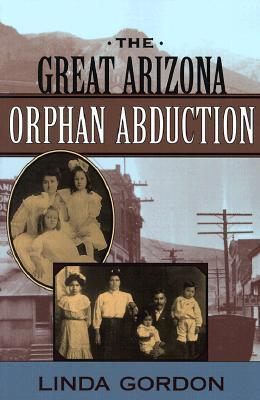 · THE ·
GREAT ARIZONA
ORPHAN ABDUCTION
LINDA GORDON